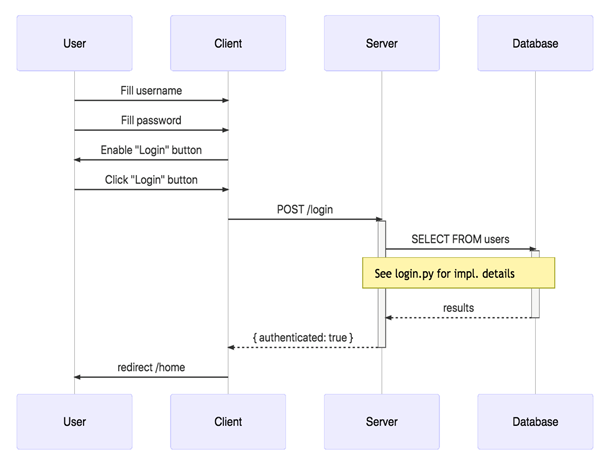 User
Client
Server
Database
Fill username
Fill password
Enable "Login" button
Click "Login" button
POST /login
SELECT FROM users
See login.py for impl. details
results
{ authenticated: true }
redirect /home
User
Client
Server
Database